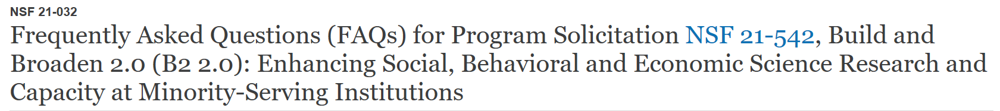 NSF 21-032
Frequently Asked Questions (FAQs) for Program Solicitation NSF 21-542, Build and
Broaden 2.0 (B2 2.0): Enhancing Social, Behavioral and Economic Science Research and
Capacity at Minority-Serving Institutions